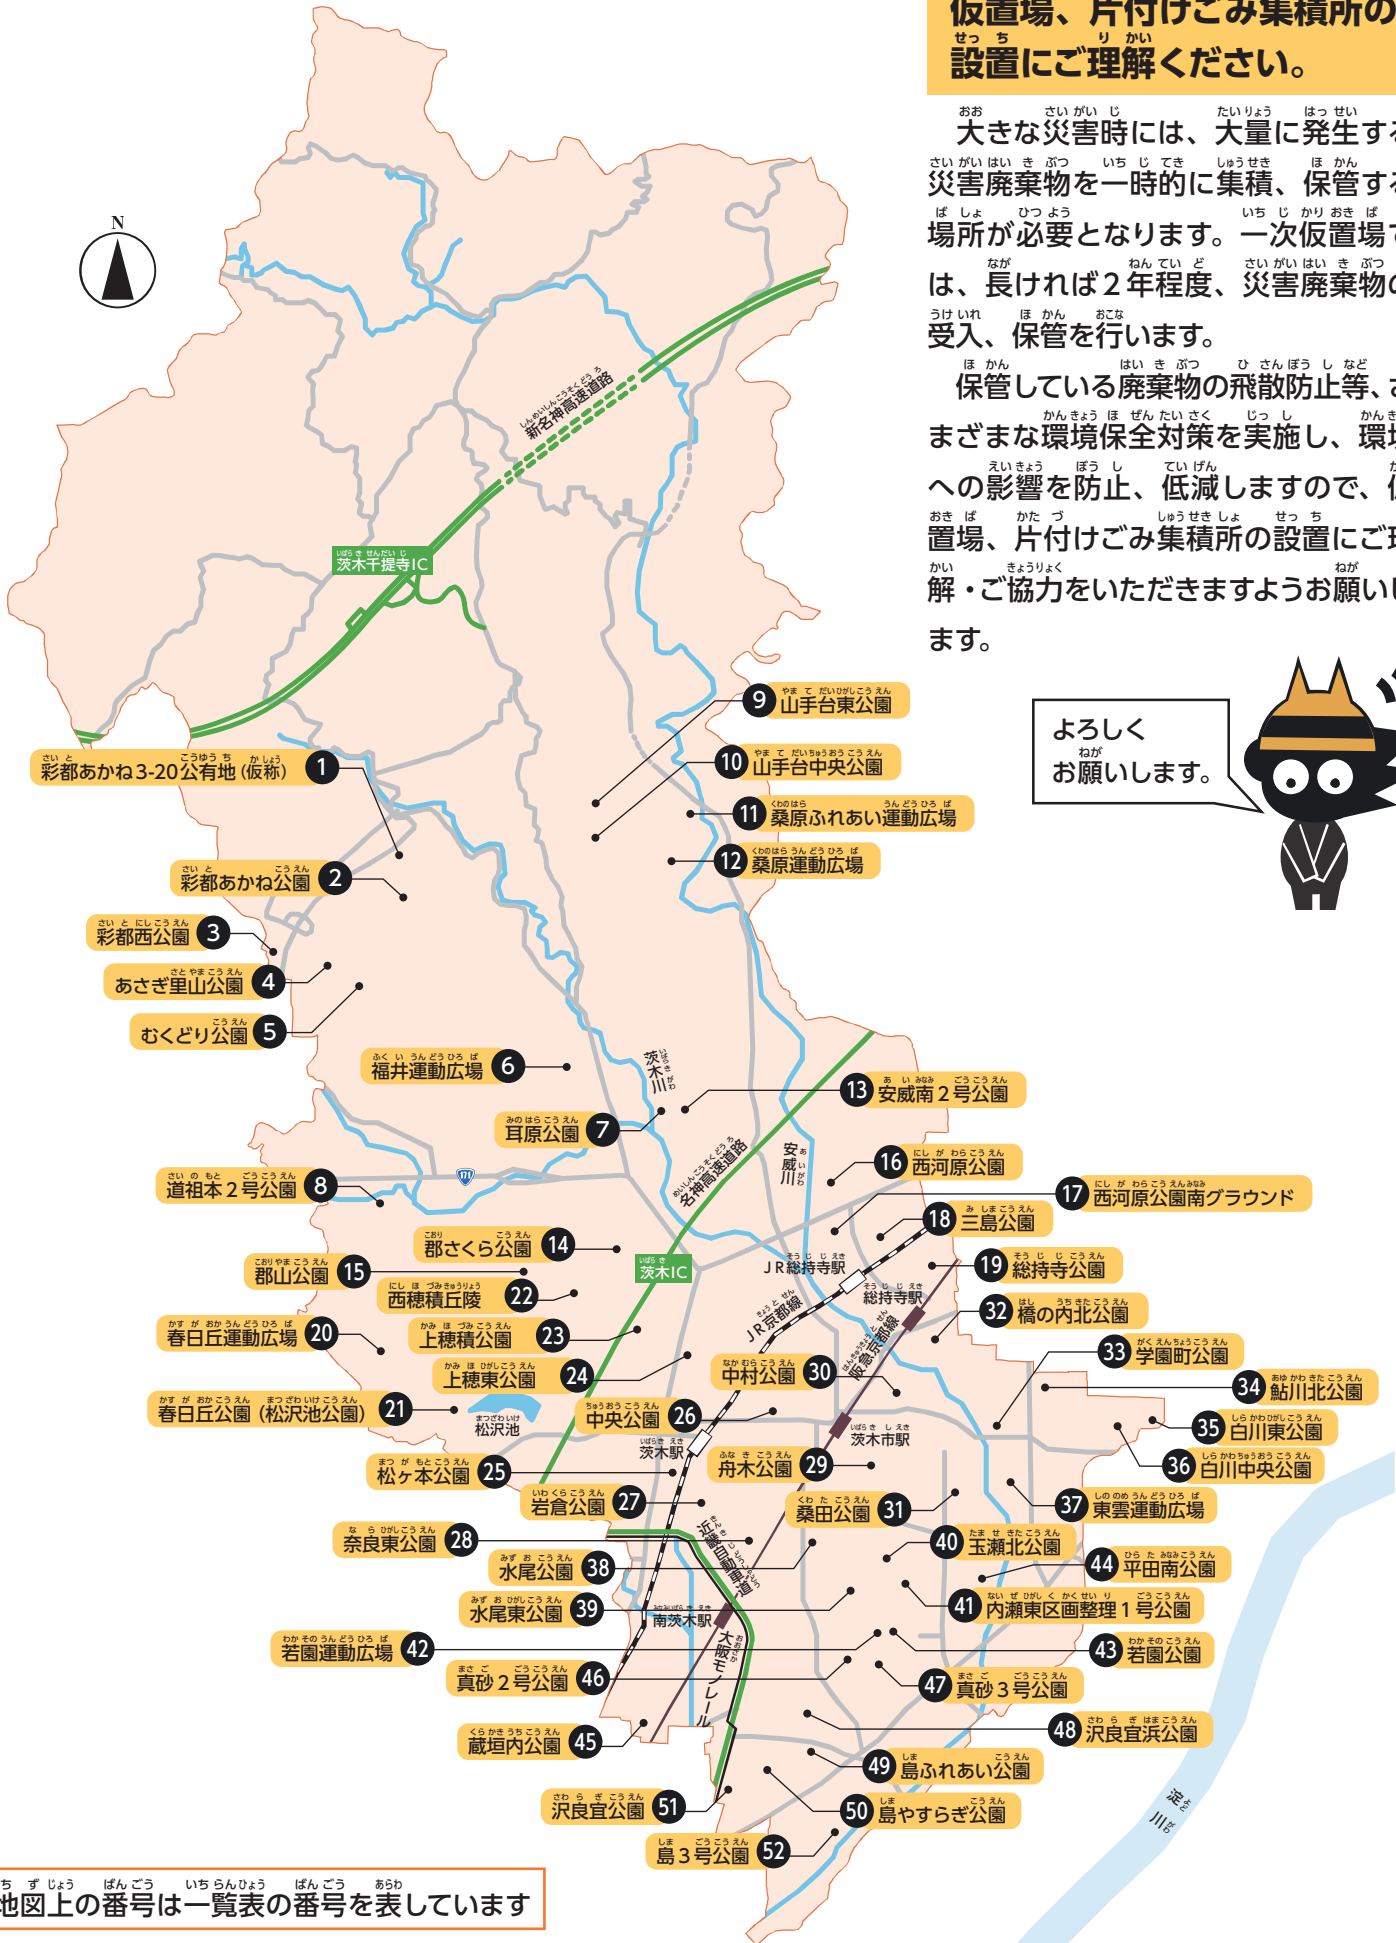 仮置場、片付けごみ集積所の
設置にご理解ください。
大きな災害時には、大量に発生する
災害廃棄物を一時的に集積、保管する
場所が必要となります。一次仮置場で
は、長ければ２年程度、災害廃棄物の
受入、保管を行います。
保管している廃棄物の飛散防止等、さ
まざまな環境保全対策を実施し、環境
への影響を防止、低減しますので、仮
置場、片付けごみ集積所の設置にご理
解・ご協力をいただきますようお願いし
ます。
よろしく
お願いします。
N
新名神高速道路
茨木千提寺IC
彩都あかね3-20公有地（仮称） 1
彩都あかね公園 2
彩都西公園 3
あさぎ里山公園 4
むくどり公園 5
福井運動広場 6
耳原公園 7
道祖本２号公園 8
9 山手台東公園
10 山手台中央公園
11 桑原ふれあい運動広場
12 桑原運動広場
13 安威南２号公園
郡さくら公園 14
郡山公園 15
16 西河原公園
17 西河原公園南グラウンド
18 三島公園
19 総持寺公園
春日丘運動広場 20
春日丘公園（松沢池公園） 21
西穂積丘陵 22
上穂積公園 23
上穂東公園 24
松ヶ本公園 25
中央公園 26
岩倉公園 27
奈良東公園 28
舟木公園 29
中村公園 30
桑田公園 31
32 橋の内北公園
33 学園町公園
34 鮎川北公園
35 白川東公園
36 白川中央公園
37 東雲運動広場
水尾公園 38
水尾東公園 39
40 玉瀬北公園
41 内瀬東区画整理１号公園
若園運動広場 42
43 若園公園
44 平田南公園
蔵垣内公園 45
真砂２号公園 46
47 真砂３号公園
48 沢良宜浜公園
49 島ふれあい公園
50 島やすらぎ公園
沢良宜公園 51
島３号公園 52
茨木川
安威川
名神高速道路
171
茨木IC
JR総持寺駅
総持寺駅
JR京都線
阪急京都線
松沢池
茨木駅
茨木市駅
近畿自動車道
南茨木駅
大阪モノレール
淀川
地図上の番号は一覧表の番号を表しています